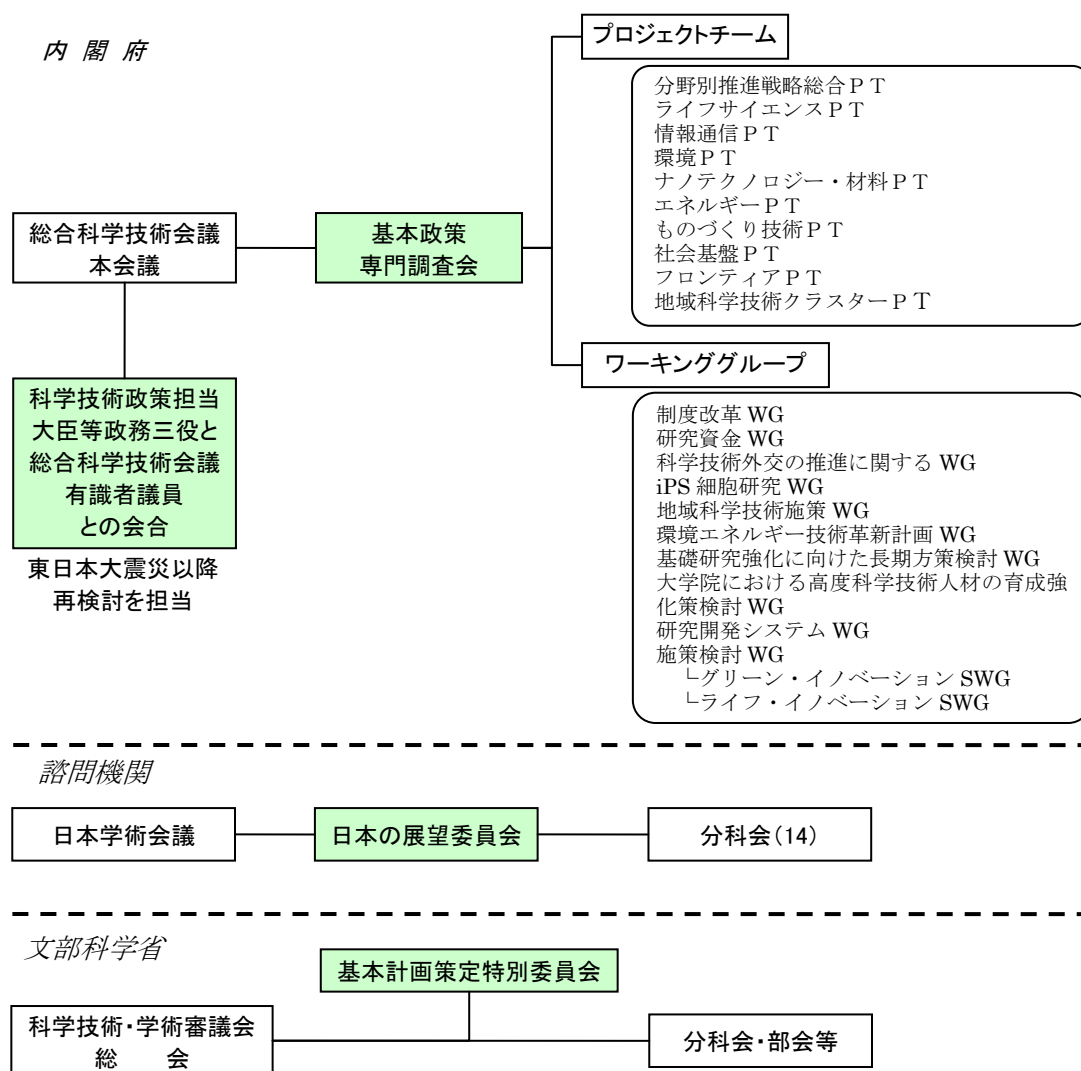 内 閣 府
プロジェクトチーム
分野別推進戦略総合ＰＴ
ライフサイエンスＰＴ
情報通信ＰＴ
環境ＰＴ
ナノテクノロジー・材料ＰＴ
エネルギーＰＴ
ものづくり技術ＰＴ
社会基盤ＰＴ
フロンティアＰＴ
地域科学技術クラスターＰＴ
総合科学技術会議
本会議
基本政策
専門調査会
ワーキンググループ
制度改革 WG
研究資金 WG
科学技術外交の推進に関する WG
iPS 細胞研究 WG
地域科学技術施策 WG
環境エネルギー技術革新計画 WG
基礎研究強化に向けた長期方策検討 WG
大学院における高度科学技術人材の育成強
化策検討 WG
研究開発システム WG
施策検討 WG
└グリーン・イノベーション SWG
└ライフ・イノベーション SWG
科学技術政策担当
大臣等政務三役と
総合科学技術会議
有識者議員
との会合
東日本大震災以降
再検討を担当
諮問機関
日本学術会議
日本の展望委員会
分科会(14)
文部科学省
基本計画策定特別委員会
科学技術・学術審議会
総　　会
分科会・部会等